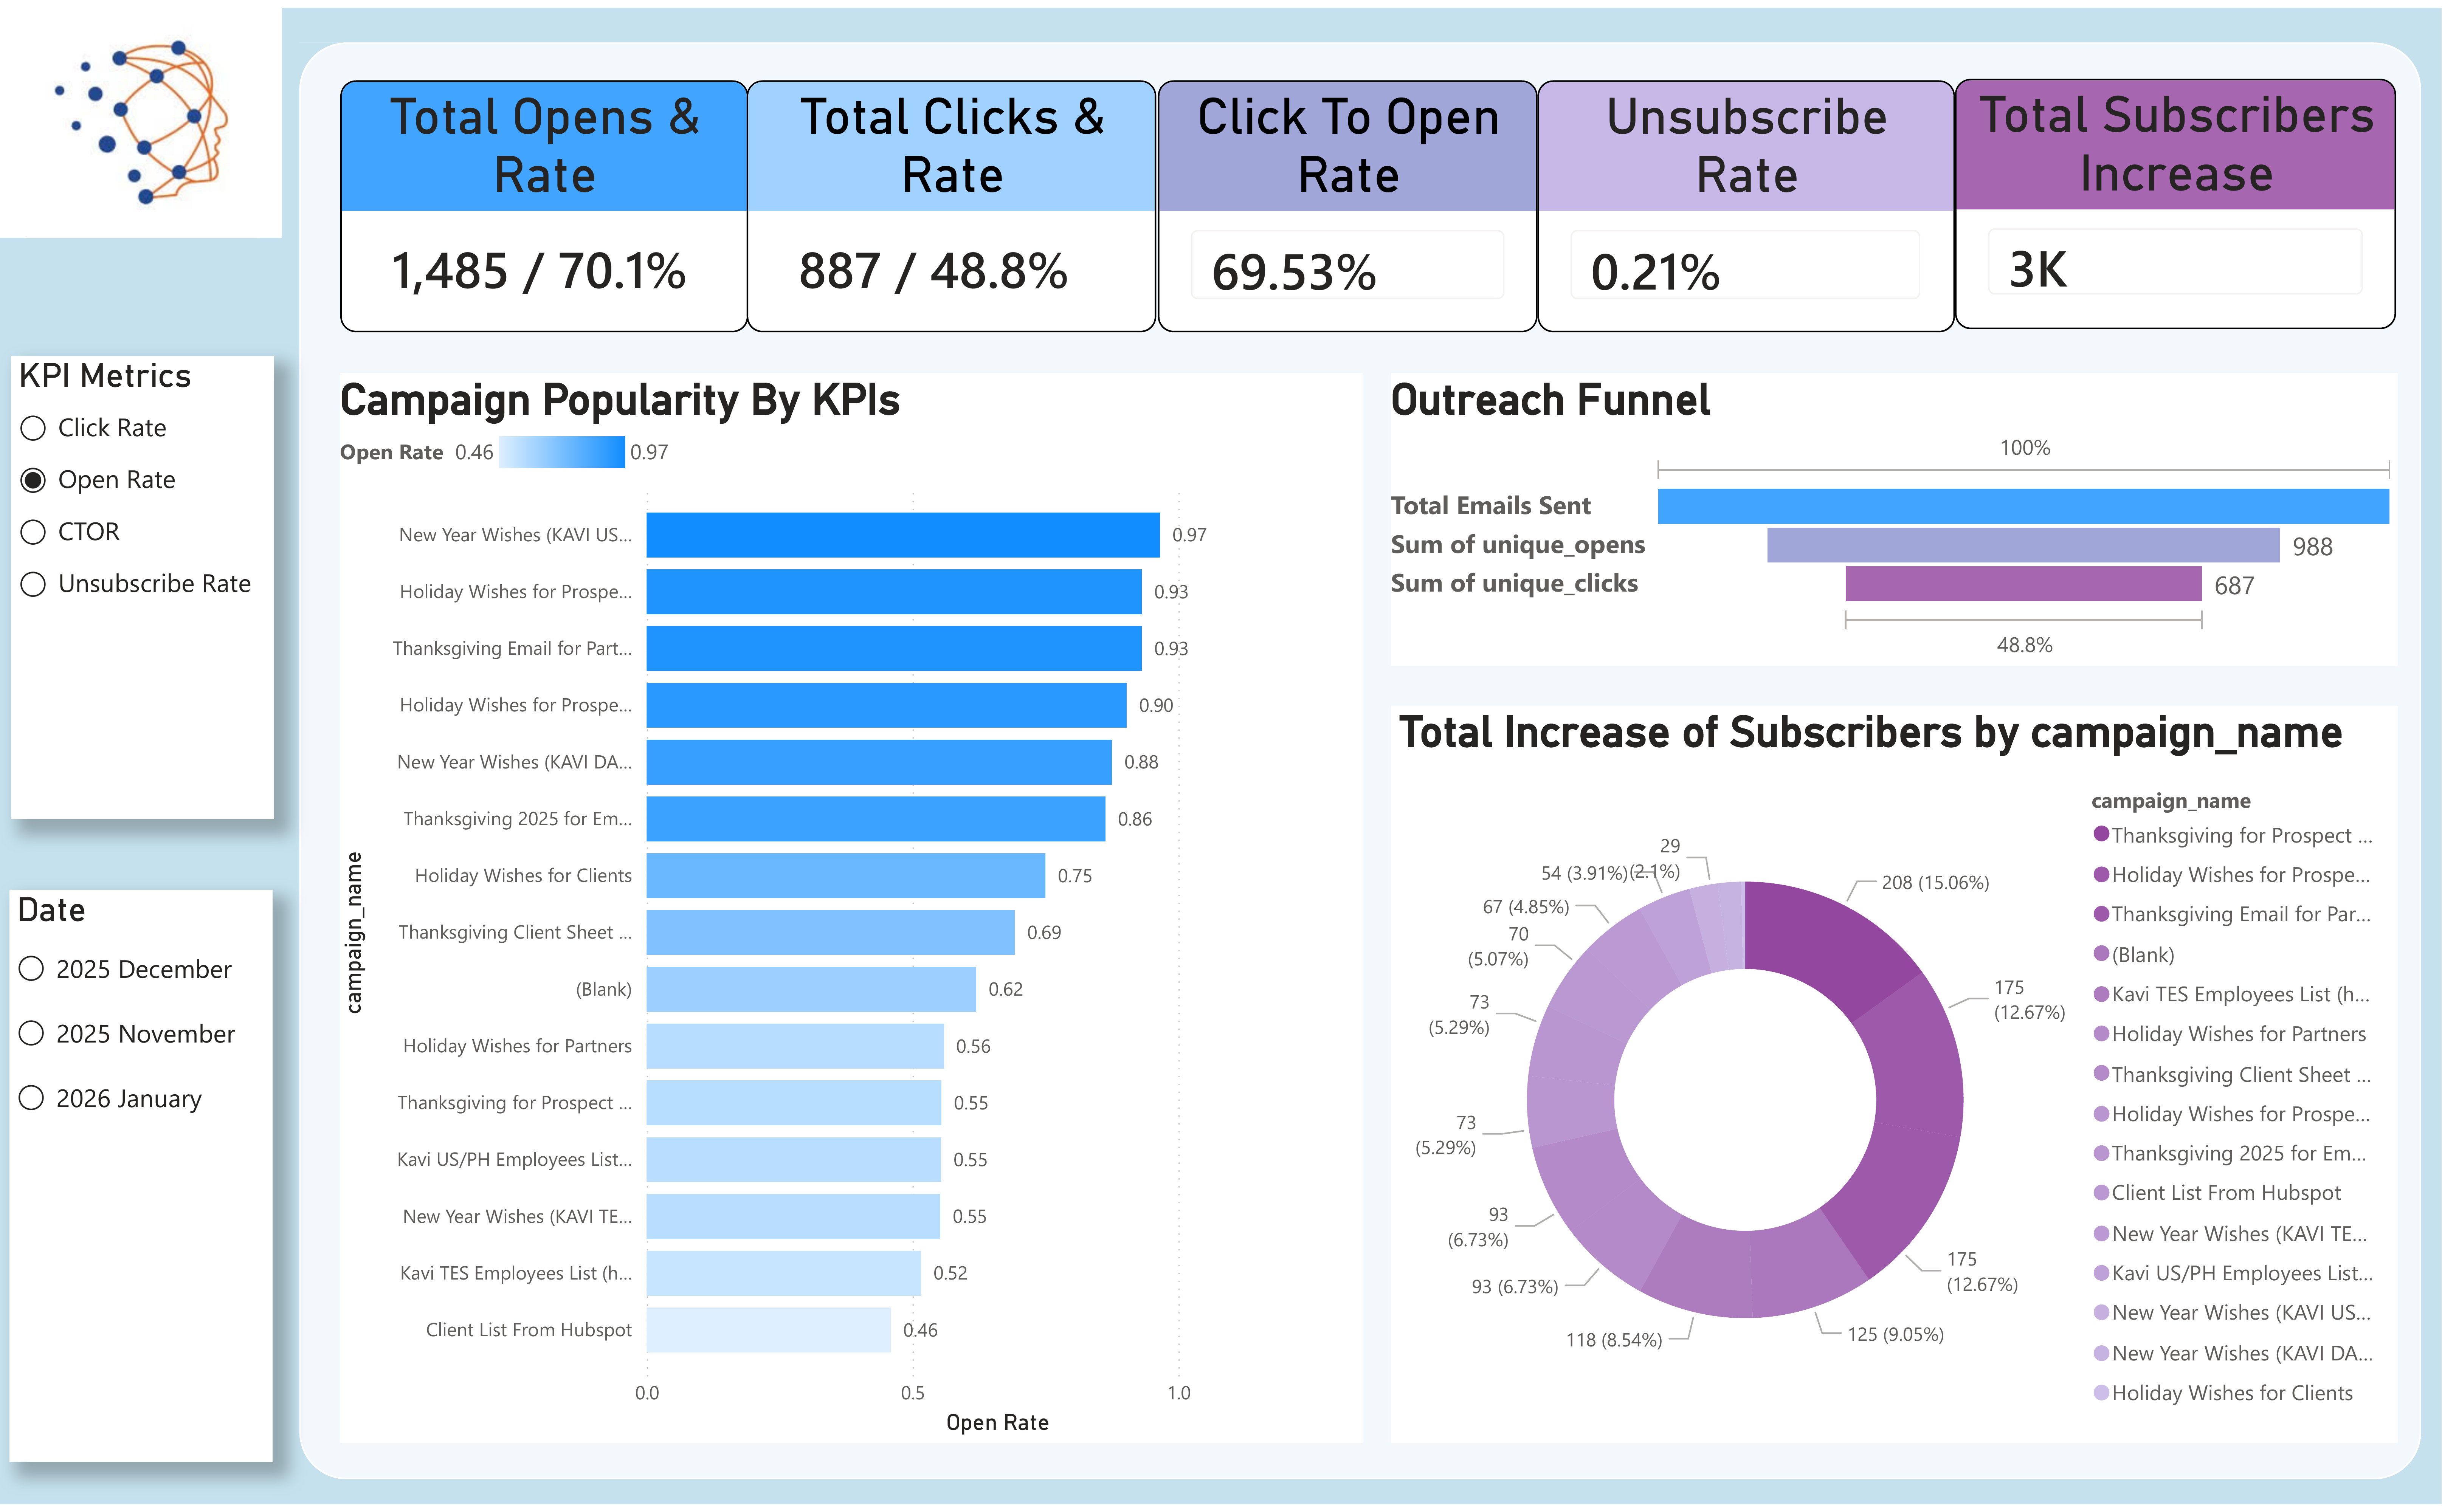 Total Opens &
Rate
1,485 / 70.1%
Total Clicks &
Rate
887 / 48.8%
Click To Open
Rate
69.53%
Unsubscribe
Rate
0.21%
Total Subscribers
Increase
3K
KPI Metrics
Click Rate
Open Rate
CTOR
Unsubscribe Rate
Date
2025 December
2025 November
2026 January
Campaign Popularity By KPIs
Open Rate 0.46 0.97
campaign_name
New Year Wishes (KAVI US... 0.97
Holiday Wishes for Prospe... 0.93
Thanksgiving Email for Part... 0.93
Holiday Wishes for Prospe... 0.90
New Year Wishes (KAVI DA... 0.88
Thanksgiving 2025 for Em... 0.86
Holiday Wishes for Clients 0.75
Thanksgiving Client Sheet ... 0.69
(Blank) 0.62
Holiday Wishes for Partners 0.56
Thanksgiving for Prospect ... 0.55
Kavi US/PH Employees List... 0.55
New Year Wishes (KAVI TE... 0.55
Kavi TES Employees List (h... 0.52
Client List From Hubspot 0.46
0.0 0.5 1.0
Open Rate
Outreach Funnel
100%
Total Emails Sent
Sum of unique_opens 988
Sum of unique_clicks 687
48.8%
Total Increase of Subscribers by campaign_name
208 (15.06%)
175
(12.67%)
175
(12.67%)
125 (9.05%)
118 (8.54%)
93 (6.73%)
93
(6.73%)
73
(5.29%)
73
(5.29%)
70
(5.07%)
67 (4.85%)
54 (3.91%)
29
(2.1%)
campaign_name
Thanksgiving for Prospect ...
Holiday Wishes for Prospe...
Thanksgiving Email for Par...
(Blank)
Kavi TES Employees List (h...
Holiday Wishes for Partners
Thanksgiving Client Sheet ...
Holiday Wishes for Prospe...
Thanksgiving 2025 for Em...
Client List From Hubspot
New Year Wishes (KAVI TE...
Kavi US/PH Employees List...
New Year Wishes (KAVI US...
New Year Wishes (KAVI DA...
Holiday Wishes for Clients